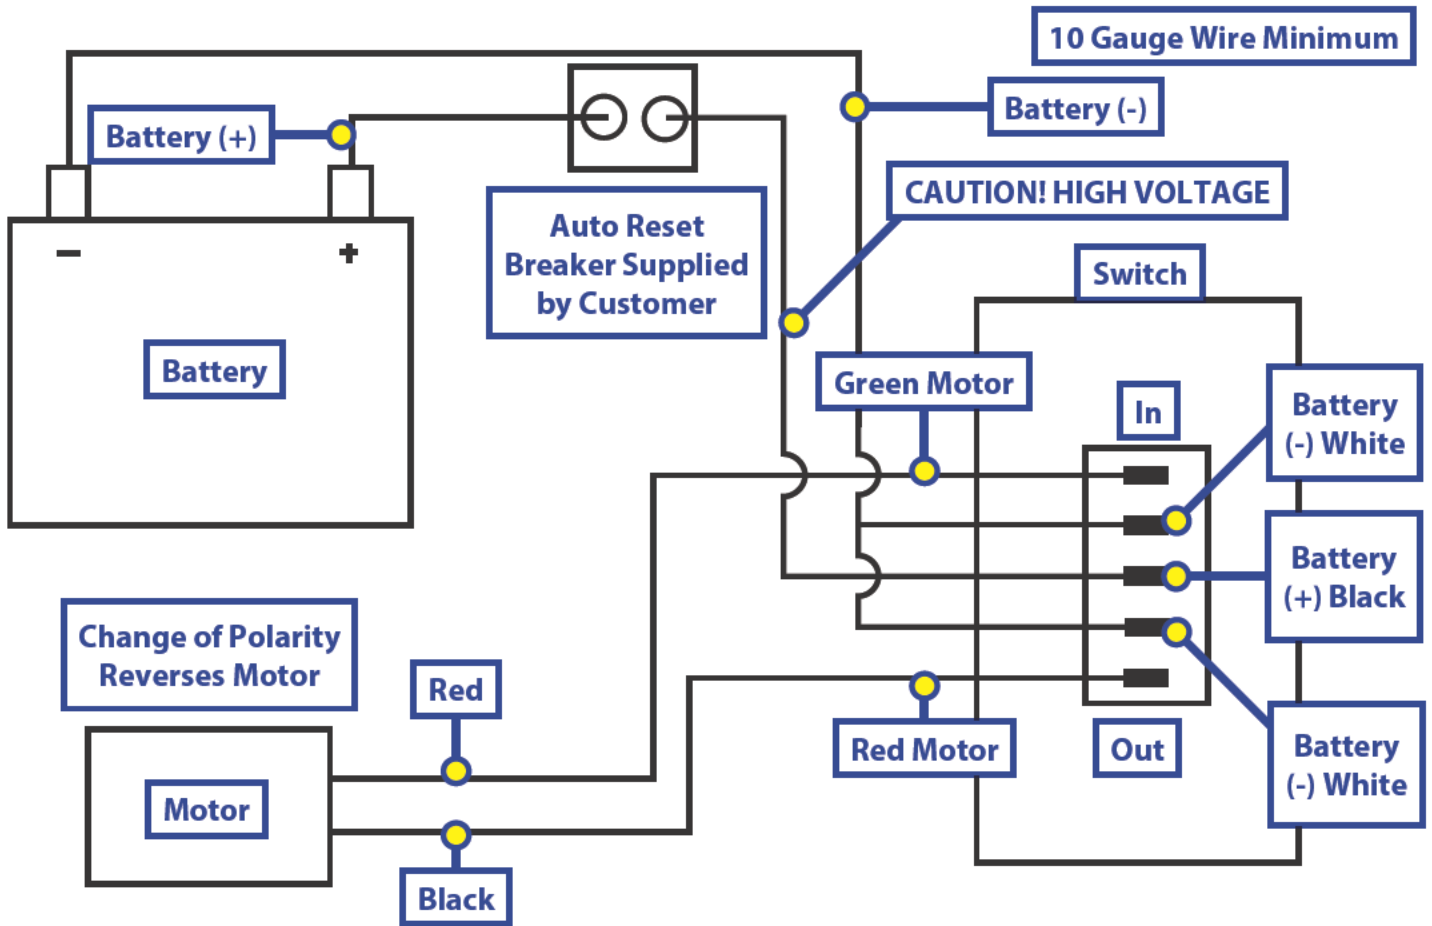 10 Gauge Wire Minimum
Battery (-)
Battery (+)
CAUTION! HIGH VOLTAGE
Auto Reset
Breaker Supplied
by Customer
Switch
–
+
Battery
Green Motor
In
Battery
(-) White
Battery
(+) Black
Change of Polarity
Reverses Motor
Red
Red Motor
Out
Battery
(-) White
Motor
Black